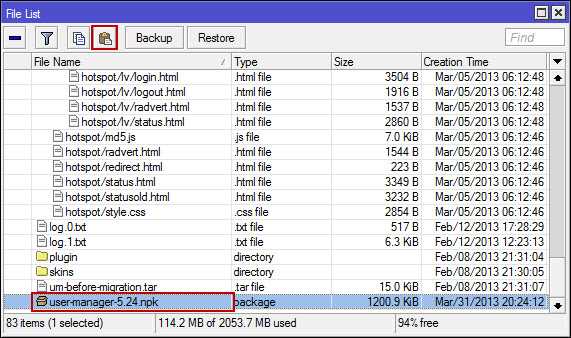 File List
Backup Restore Find
File Name / Type Size Creation Time
hotspot/lv/login.html .html file 3504 B Mar/05/2013 06:12:48
hotspot/lv/logout.html .html file 1916 B Mar/05/2013 06:12:48
hotspot/lv/radvert.html .html file 1537 B Mar/05/2013 06:12:48
hotspot/lv/status.html .html file 2860 B Mar/05/2013 06:12:48
hotspot/md5.js .js file 7.0 KiB Mar/05/2013 06:12:46
hotspot/radvert.html .html file 1544 B Mar/05/2013 06:12:46
hotspot/redirect.html .html file 223 B Mar/05/2013 06:12:46
hotspot/status.html .html file 3349 B Mar/05/2013 06:12:46
hotspot/statusold.html .html file 3232 B Mar/05/2013 06:12:46
hotspot/style.css .css file 2854 B Mar/05/2013 06:12:46
log.0.txt .txt file 517 B Feb/12/2013 17:28:29
log.1.txt .txt file 6.3 KiB Feb/12/2013 12:23:13
plugin directory Feb/08/2013 21:31:04
skins directory Feb/08/2013 21:30:05
um-before-migration.tar .tar file 15.0 KiB Feb/08/2013 21:31:07
user-manager-5.24.npk package 1200.9 KiB Mar/31/2013 20:24:12
83 items (1 selected) 114.2 MB of 2053.7 MB used 94% free